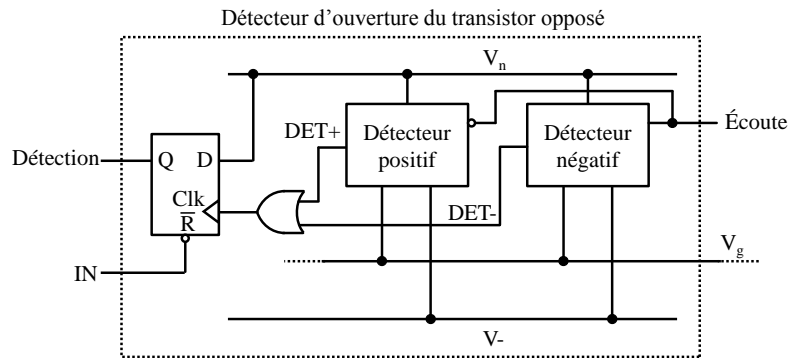 Détecteur d’ouverture du transistor opposé
Vn
DET+
Détecteur
positif
Détecteur
négatif
Écoute
Détection
Q
D
Clk
R̅
DET-
Vg
IN
V-